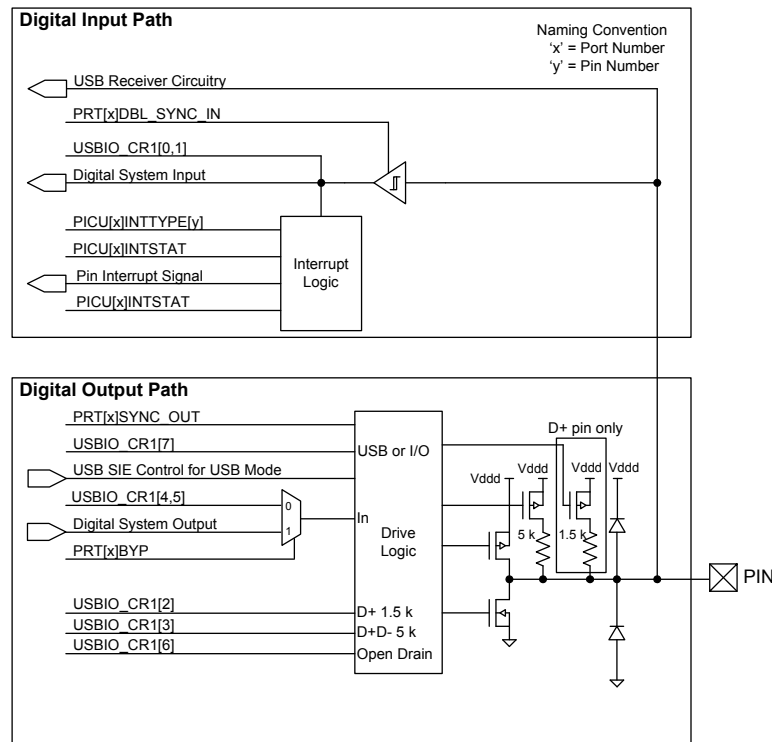 Digital Input Path
Naming Convention
'x' = Port Number
'y' = Pin Number
USB Receiver Circuitry
PRT[x]DBL_SYNC_IN
USBIO_CR1[0,1]
Digital System Input
PICU[x]INTTYPE[y]
PICU[x]INTSTAT
Pin Interrupt Signal
PICU[x]INTSTAT
Interrupt
Logic
Digital Output Path
PRT[x]SYNC_OUT
USBIO_CR1[7]
USB or I/O
USB SIE Control for USB Mode
USBIO_CR1[4,5]
0
Digital System Output
1
PRT[x]BYP
In
Drive
Logic
USBIO_CR1[2]
D+ 1.5 k
USBIO_CR1[3]
D+D- 5 k
USBIO_CR1[6]
Open Drain
D+ pin only
Vddd
Vddd
Vddd
Vddd
5 k
1.5 k
PIN